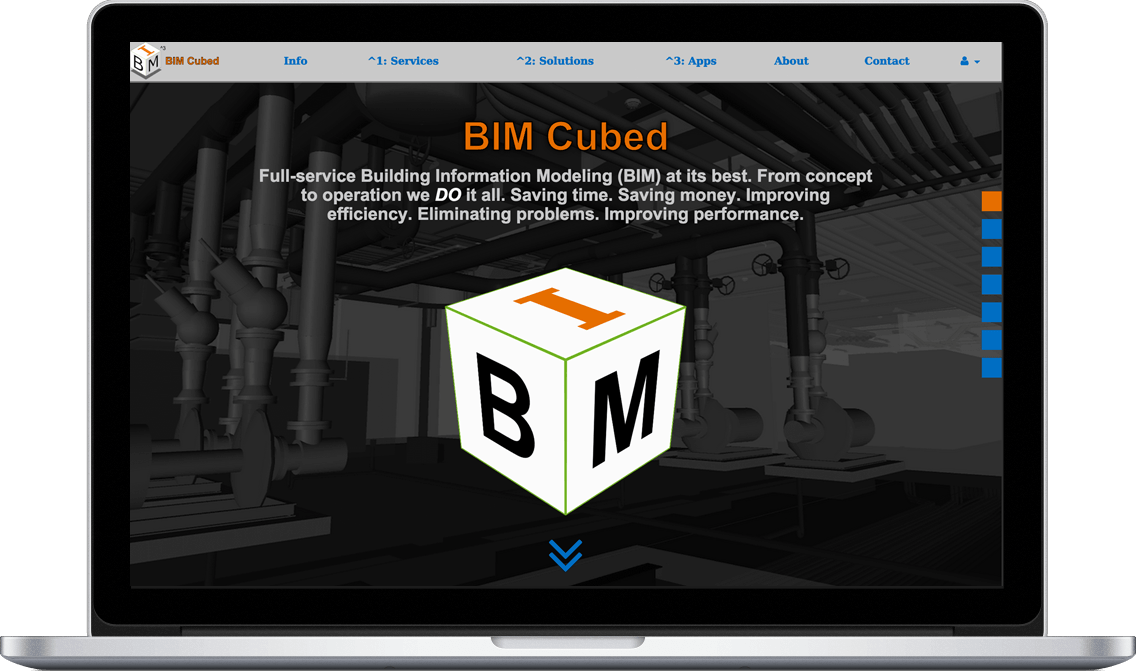 BIM Cubed
Info
^1: Services
^2: Solutions
^3: Apps
About
Contact
I
B M
BIM Cubed
Full-service Building Information Modeling (BIM) at its best. From concept
to operation we DO it all. Saving time. Saving money. Improving
efficiency. Eliminating problems. Improving performance.
I
B M